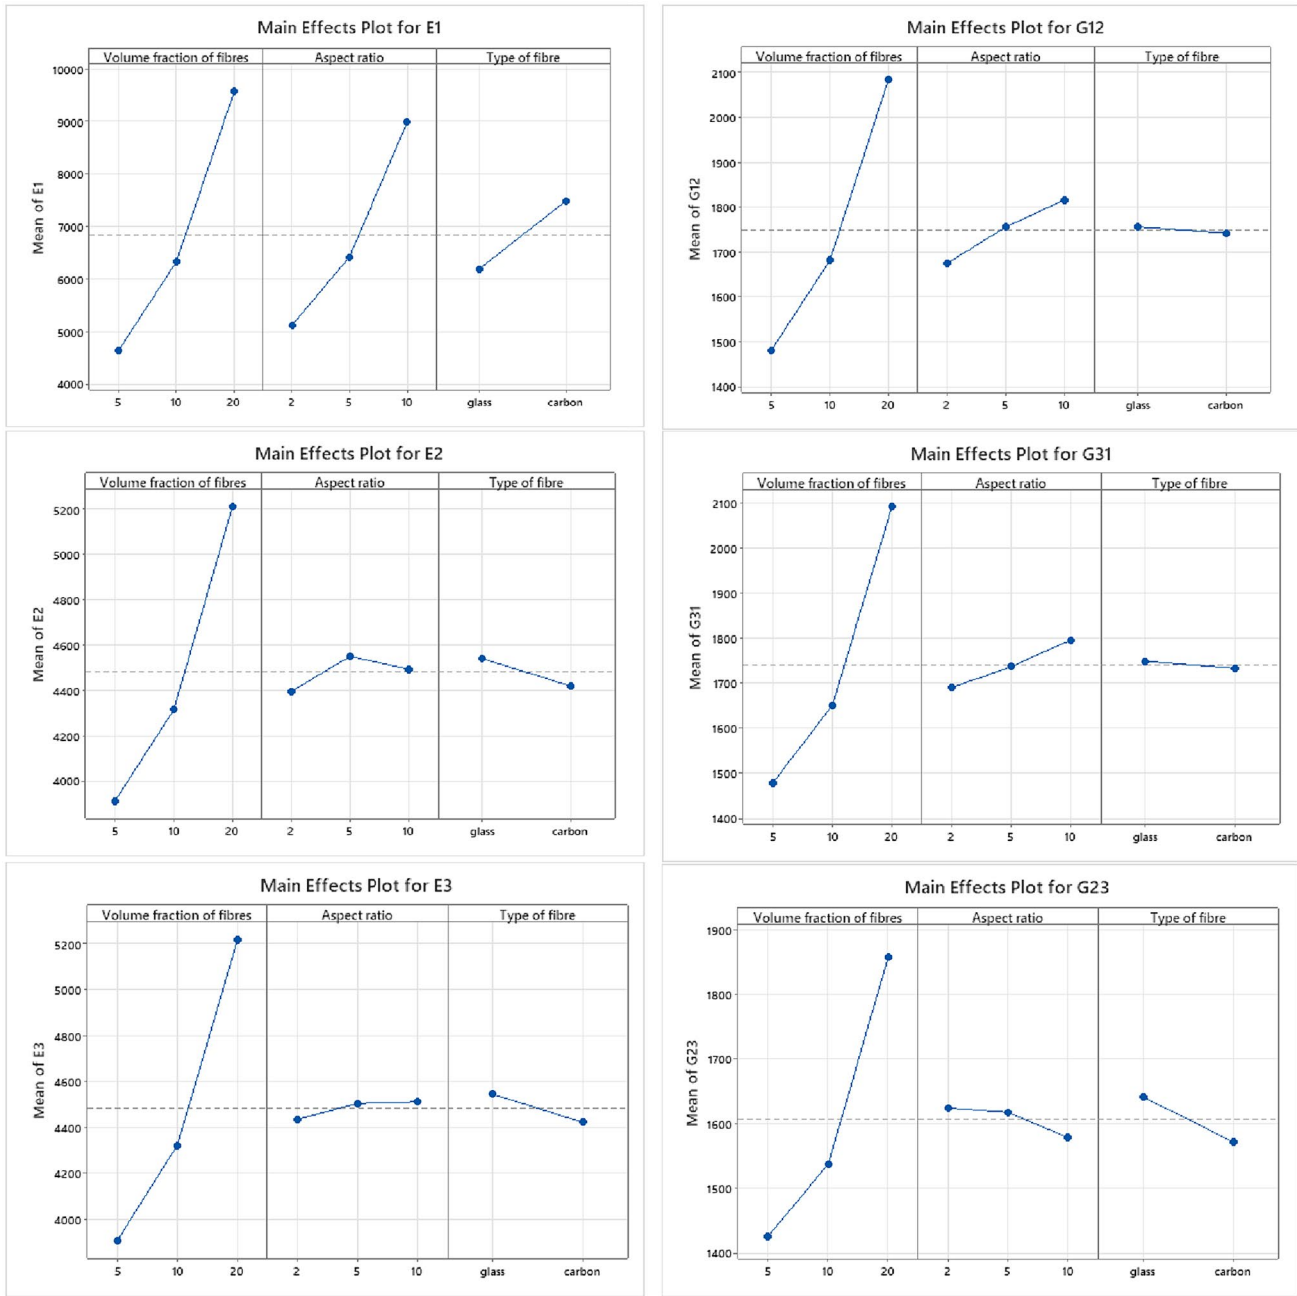 Main Effects Plot for E1
Volume fraction of fibres Aspect ratio Type of fibre
10000
9000
8000
7000
6000
5000
4000
Mean of E1
5 10 20 2 5 10 glass carbon
Main Effects Plot for G12
Volume fraction of fibres Aspect ratio Type of fibre
2100
2000
1900
1800
1700
1600
1500
1400
Mean of G12
5 10 20 2 5 10 glass carbon
Main Effects Plot for E2
Volume fraction of fibres Aspect ratio Type of fibre
5200
5000
4800
4600
4400
4200
4000
Mean of E2
5 10 20 2 5 10 glass carbon
Main Effects Plot for G31
Volume fraction of fibres Aspect ratio Type of fibre
2100
2000
1900
1800
1700
1600
1500
1400
Mean of G31
5 10 20 2 5 10 glass carbon
Main Effects Plot for E3
Volume fraction of fibres Aspect ratio Type of fibre
5200
5000
4800
4600
4400
4200
4000
Mean of E3
5 10 20 2 5 10 glass carbon
Main Effects Plot for G23
Volume fraction of fibres Aspect ratio Type of fibre
1900
1800
1700
1600
1500
1400
Mean of G23
5 10 20 2 5 10 glass carbon